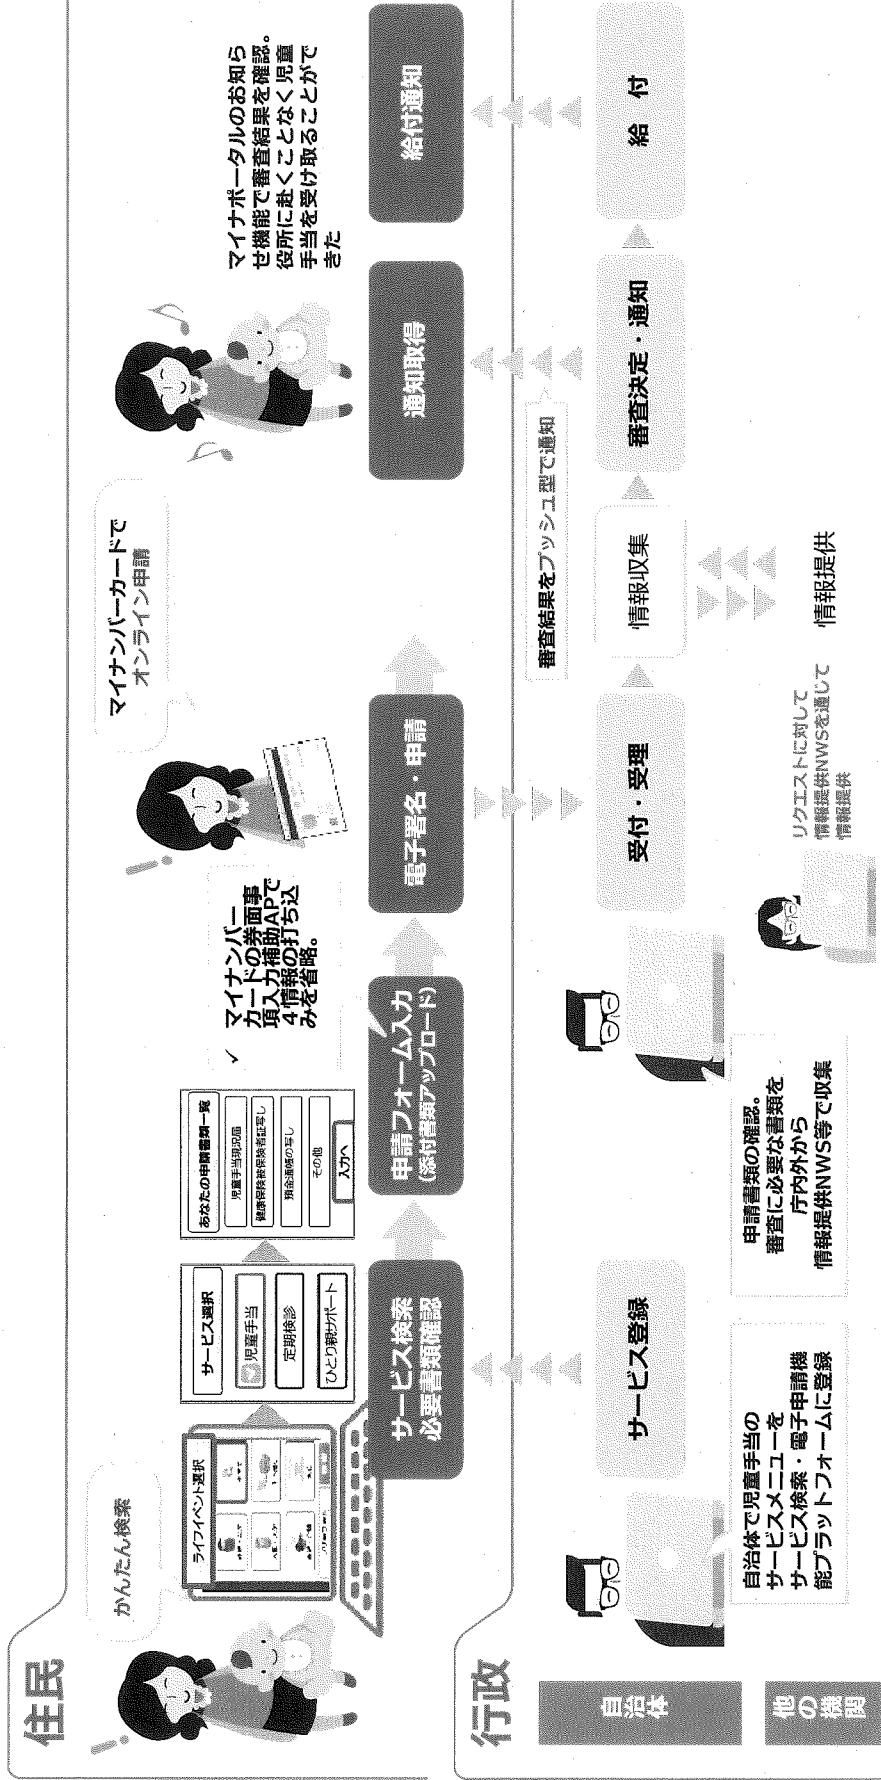 住民
かんたん検索
ライフイベント選択
サービス選択
児童手当
定期検診
ひとり親サポート
あなたの申請書類一覧
児童手当現況届
健康保険被保険者証写し
預金通帳の写し
その他
入力へ
✓ マイナンバー
カードの券面事
項入力補助APで
4情報の打ち込
みを省略。
マイナンバーカードで
オンライン申請
マイナポータルのお知ら
せ機能で審査結果を確認。
役所に赴くことなく児童
手当を受け取ることがで
きた
サービス検索
必要書類確認
申請フォーム入力
(添付書類アップロード)
電子署名・申請
通知取得
給付通知
行政
審査結果をプッシュ型で通知
自治体
サービス登録
受付・受理
情報収集
審査決定・通知
給 付
自治体で児童手当の
サービスメニューを
サービス検索・電子申請機
能プラットフォームに登録
申請書類の確認。
審査に必要な書類を
庁内外から
情報提供NWS等で収集
他の
機関
リクエストに対して
情報提供NWSを通じて
情報提供
情報提供